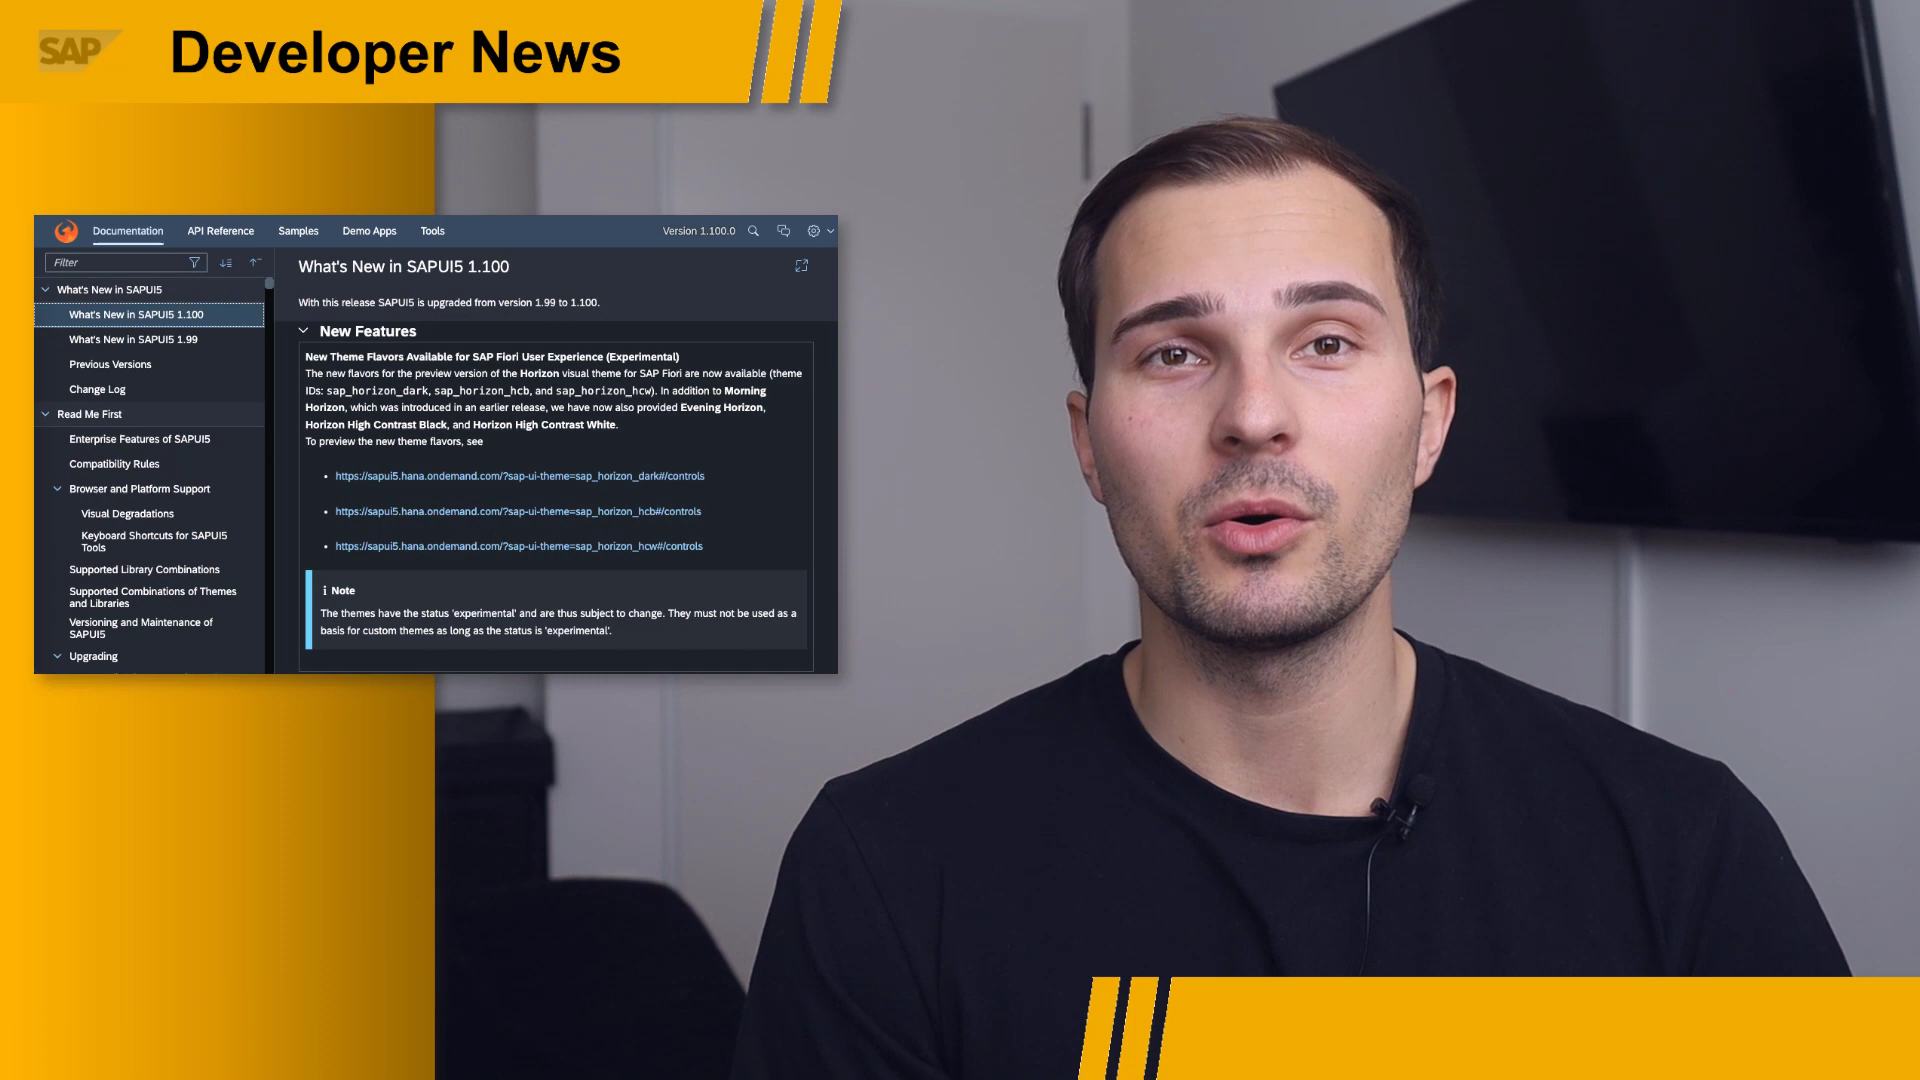 SAP
Developer News
Documentation
API Reference
Samples
Demo Apps
Tools
Version 1.100.0
Filter
What's New in SAPUI5
What's New in SAPUI5 1.100
What's New in SAPUI5 1.99
Previous Versions
Change Log
Read Me First
Enterprise Features of SAPUI5
Compatibility Rules
Browser and Platform Support
Visual Degradations
Keyboard Shortcuts for SAPUI5
Tools
Supported Library Combinations
Supported Combinations of Themes
and Libraries
Versioning and Maintenance of
SAPUI5
Upgrading
What's New in SAPUI5 1.100
With this release SAPUI5 is upgraded from version 1.99 to 1.100.
New Features
New Theme Flavors Available for SAP Fiori User Experience (Experimental)
The new flavors for the preview version of the Horizon visual theme for SAP Fiori are now available (theme
IDs: sap_horizon_dark, sap_horizon_hcb, and sap_horizon_hcw). In addition to Morning
Horizon, which was introduced in an earlier release, we have now also provided Evening Horizon,
Horizon High Contrast Black, and Horizon High Contrast White.
To preview the new theme flavors, see
• https://sapui5.hana.ondemand.com/?sap-ui-theme=sap_horizon_dark#/controls
• https://sapui5.hana.ondemand.com/?sap-ui-theme=sap_horizon_hcb#/controls
• https://sapui5.hana.ondemand.com/?sap-ui-theme=sap_horizon_hcw#/controls
i Note
The themes have the status 'experimental' and are thus subject to change. They must not be used as a
basis for custom themes as long as the status is 'experimental'.